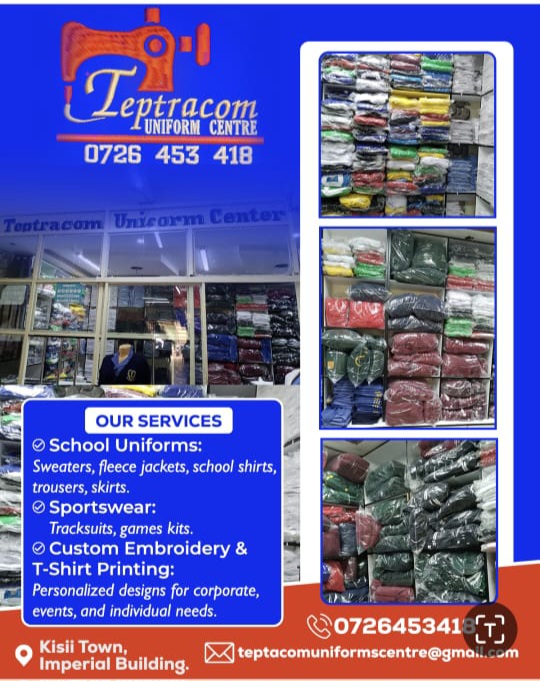 Teptracom
UNIFORM CENTRE
0726 453 418
Teptracom Unicorm Center
OUR SERVICES
School Uniforms:
Sweaters, fleece jackets, school shirts,
trousers, skirts.
Sportswear:
Tracksuits, games kits.
Custom Embroidery &
T-Shirt Printing:
Personalized designs for corporate,
events, and individual needs.
0726453418
Kisii Town,
Imperial Building.
teptacomuniformscentre@gmail.com